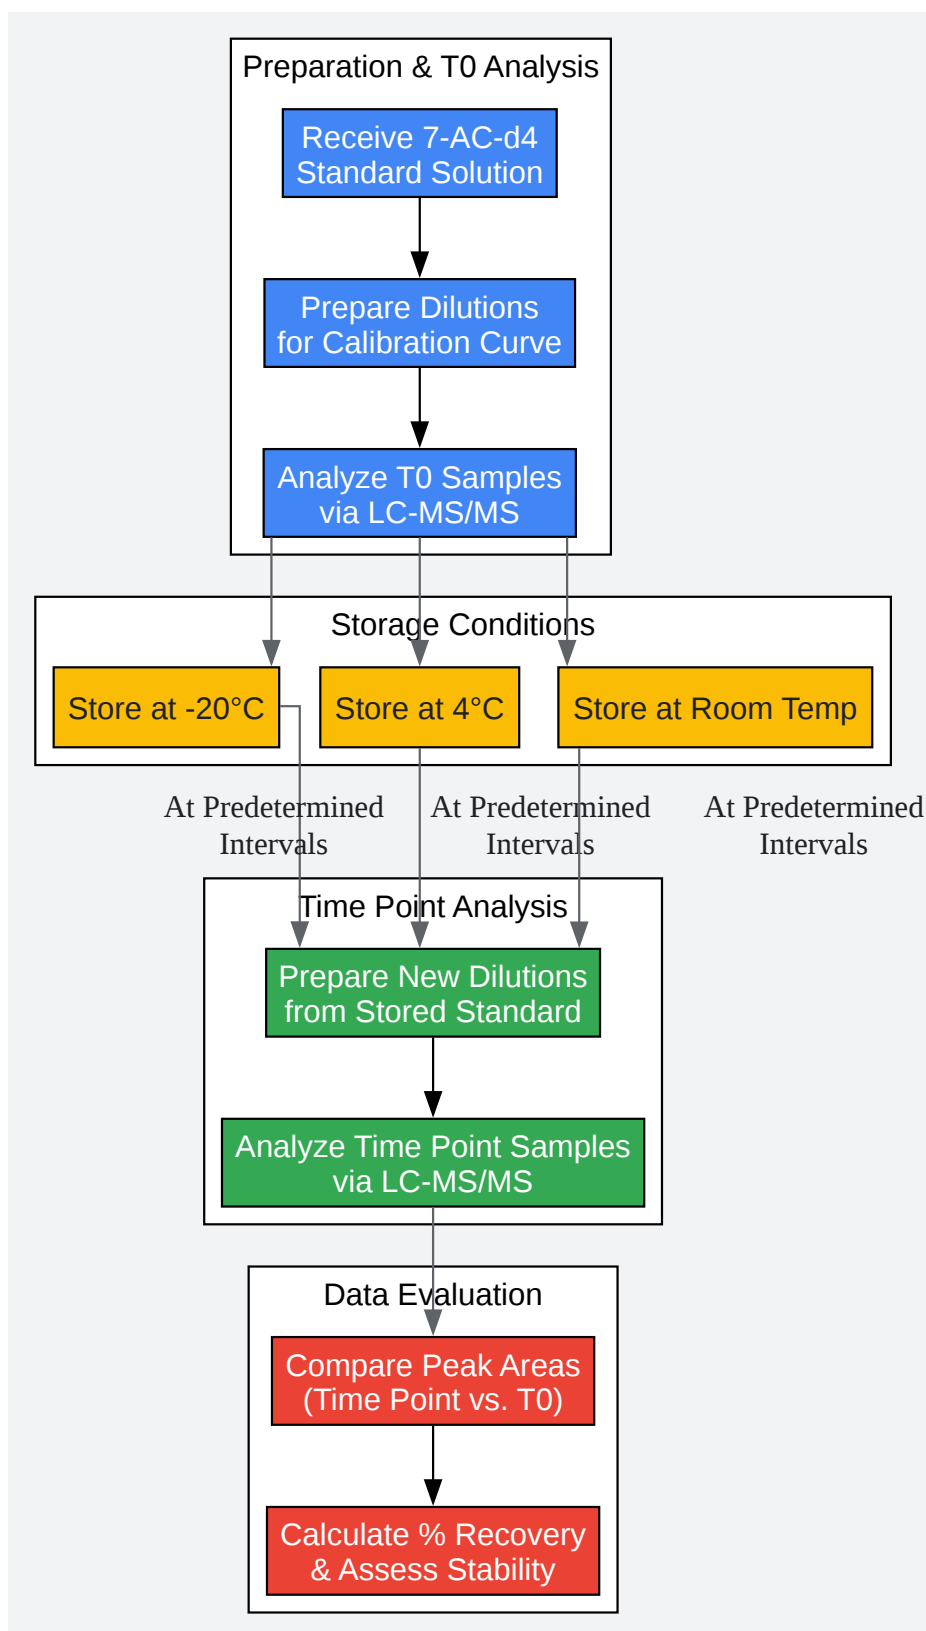 Preparation & T0 Analysis
Receive 7-AC-d4
Standard Solution
Prepare Dilutions
for Calibration Curve
Analyze T0 Samples
via LC-MS/MS
Storage Conditions
Store at -20°C
Store at 4°C
Store at Room Temp
At Predetermined
Intervals
At Predetermined
Intervals
At Predetermined
Intervals
Time Point Analysis
Prepare New Dilutions
from Stored Standard
Analyze Time Point Samples
via LC-MS/MS
Data Evaluation
Compare Peak Areas
(Time Point vs. T0)
Calculate % Recovery
& Assess Stability